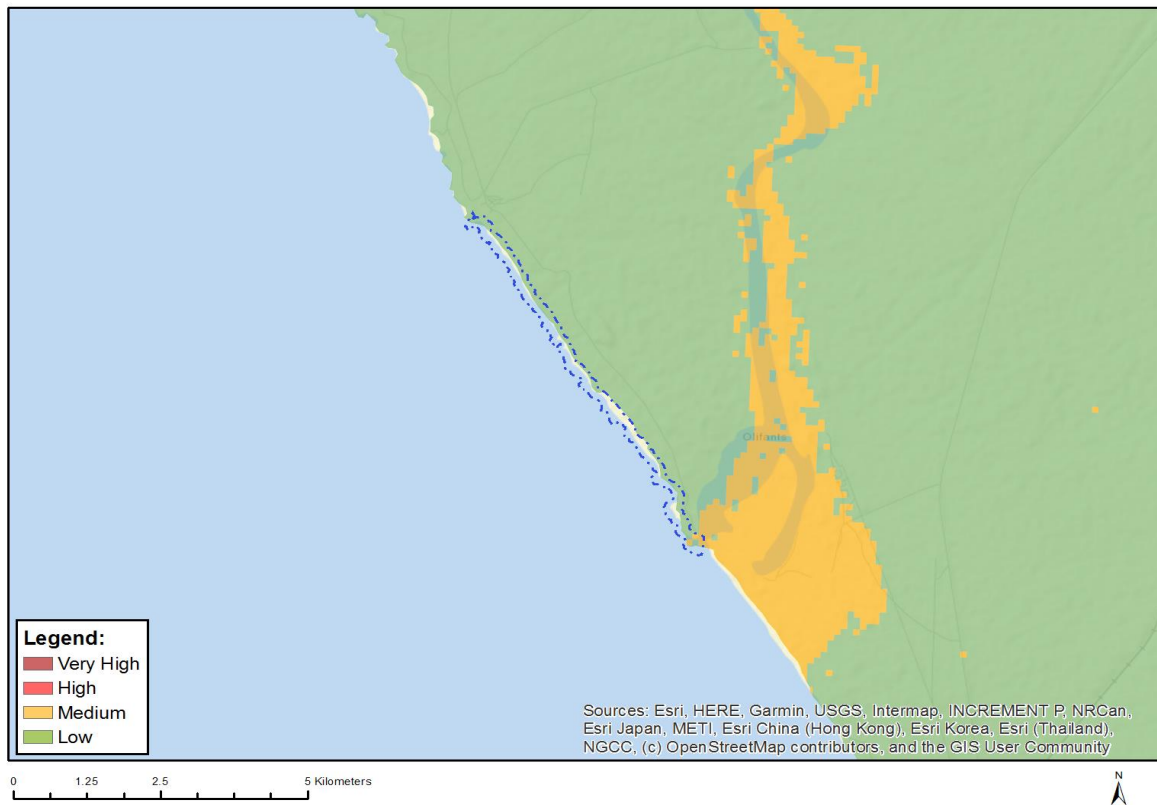 Olifants
Legend:
Very High
High
Medium
Low
Sources: Esri, HERE, Garmin, USGS, Intermap, INCREMENT P, NRCan,
Esri Japan, METI, Esri China (Hong Kong), Esri Korea, Esri (Thailand),
NGCC, (c) OpenStreetMap contributors, and the GIS User Community
0 1.25 2.5 5 Kilometers
N